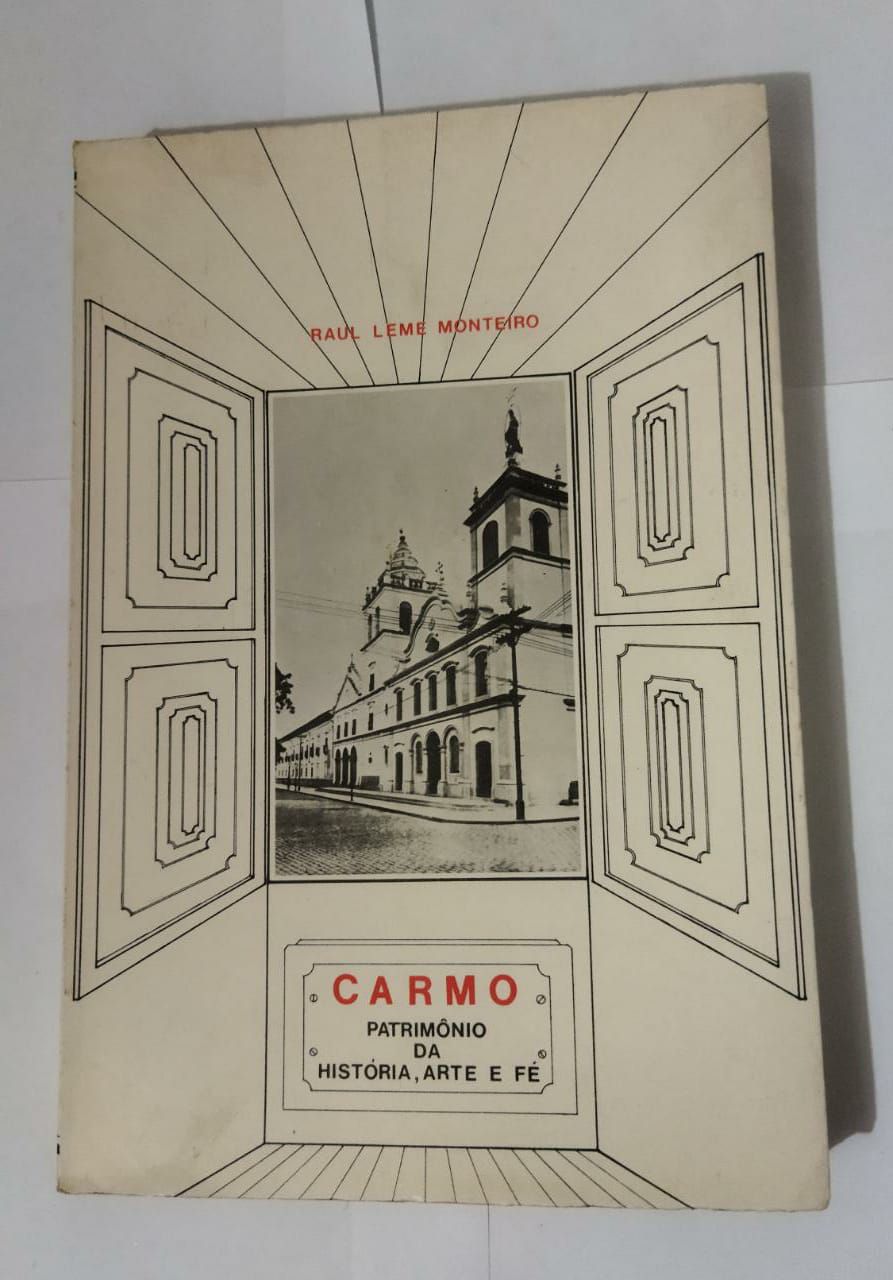 RAUL LEME MONTEIRO
CARMO
PATRIMÔNIO
DA
HISTÓRIA, ARTE E FÉ